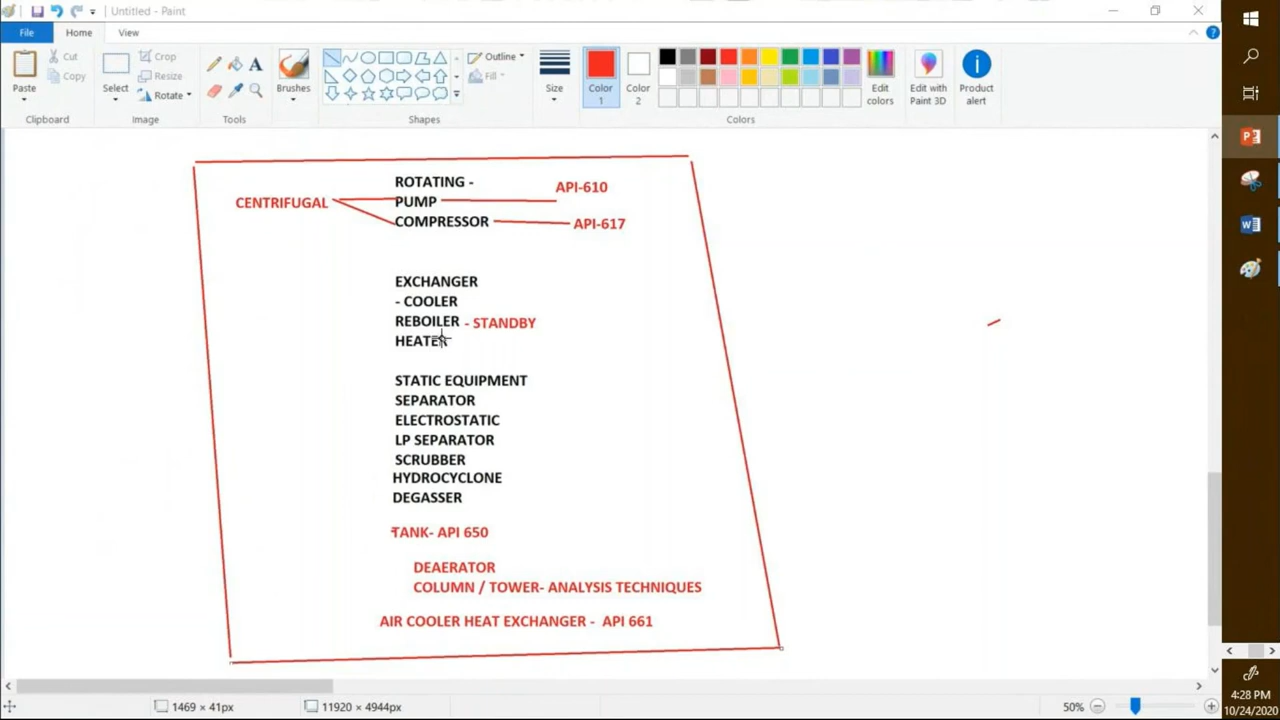 Untitled - Paint
File
Home
View
Paste
Cut
Copy
Clipboard
Select
Crop
Resize
Rotate
Image
A
Tools
Brushes
Outline
Fill
Shapes
Size
Color 1
Color 2
Edit colors
Colors
Edit with Paint 3D
Product alert
ROTATING -
API-610
CENTRIFUGAL
PUMP
COMPRESSOR
API-617
EXCHANGER
- COOLER
REBOILER - STANDBY
HEATER
STATIC EQUIPMENT
SEPARATOR
ELECTROSTATIC
LP SEPARATOR
SCRUBBER
HYDROCYCLONE
DEGASSER
TANK- API 650
DEAERATOR
COLUMN / TOWER- ANALYSIS TECHNIQUES
AIR COOLER HEAT EXCHANGER - API 661
1469 × 41px
11920 × 4944px
50%
4:28 PM
10/24/2020